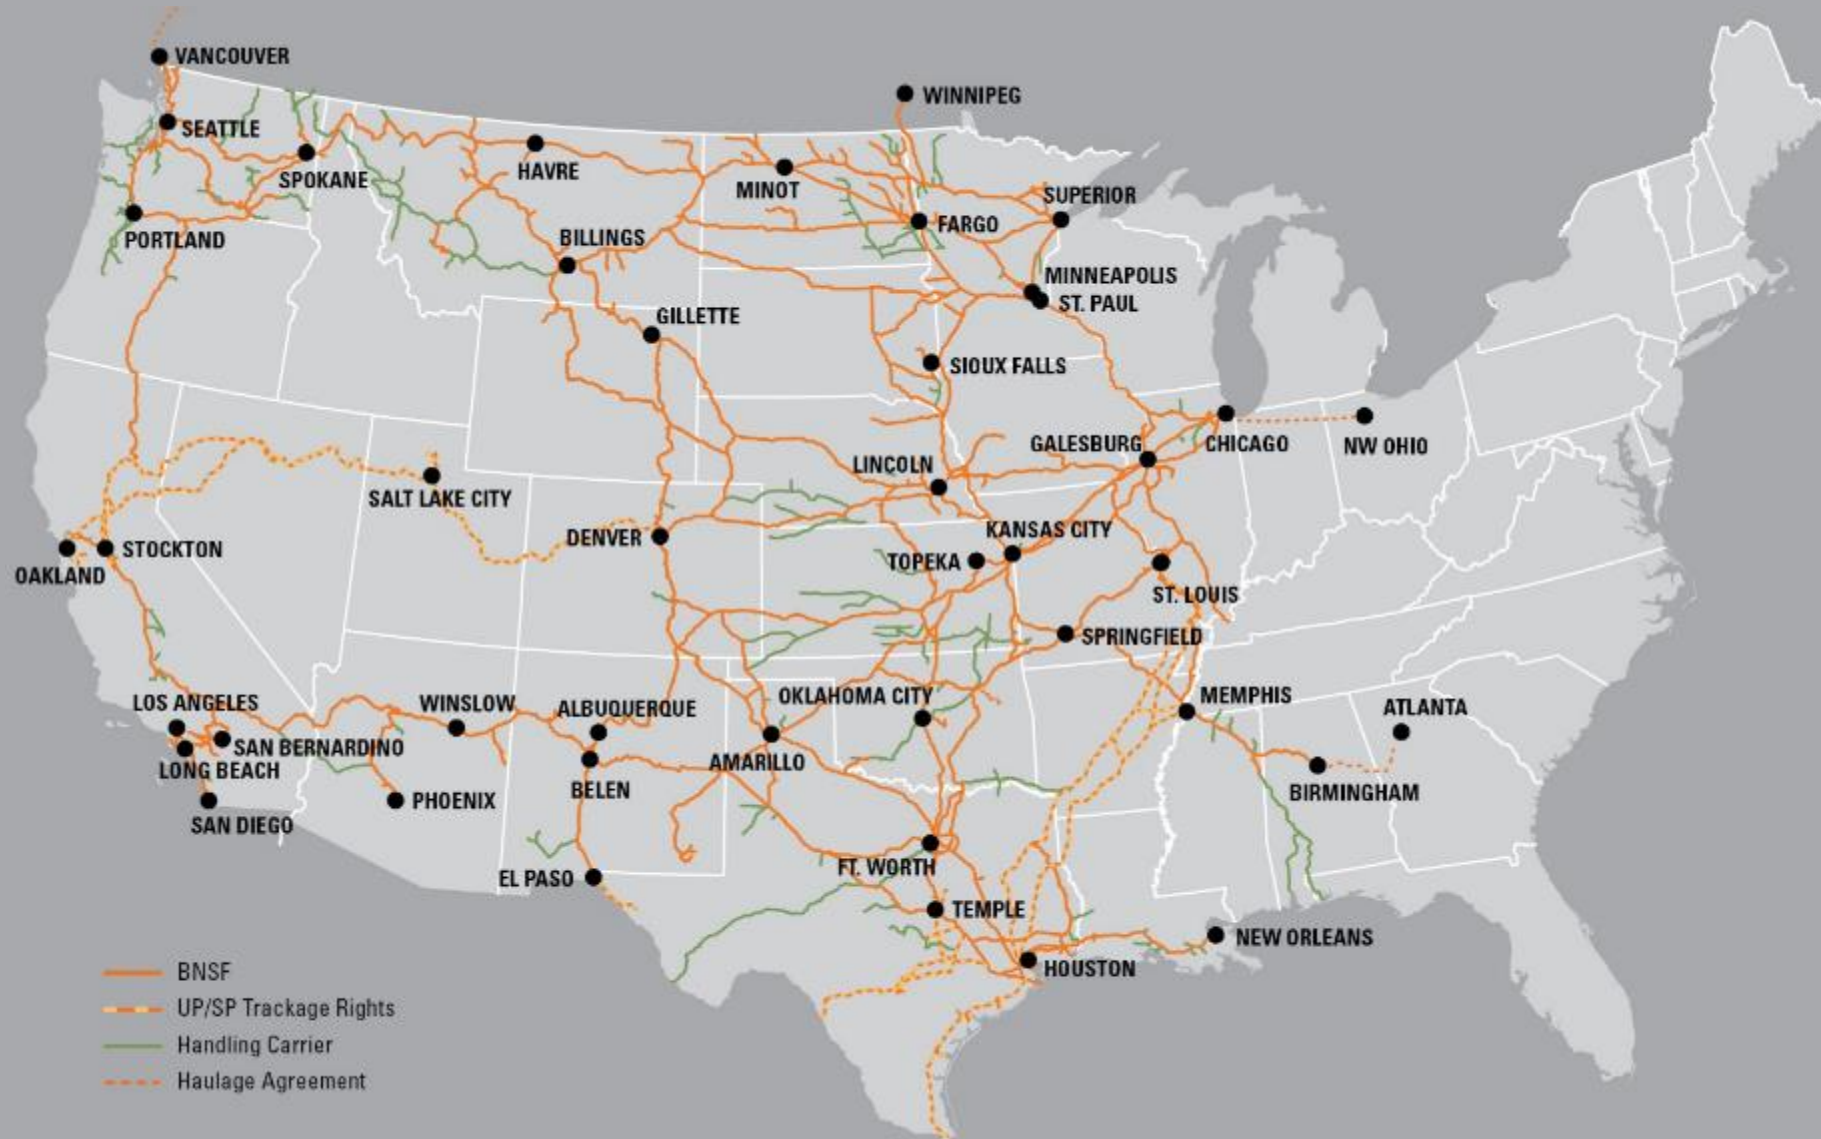 VANCOUVER
WINNIPEG
SEATTLE
HAVRE
SPOKANE
MINOT
SUPERIOR
FARGO
PORTLAND
BILLINGS
MINNEAPOLIS
ST. PAUL
GILLETTE
SIOUX FALLS
GALESBURG
CHICAGO
NW OHIO
LINCOLN
SALT LAKE CITY
KANSAS CITY
DENVER
STOCKTON
TOPEKA
OAKLAND
ST. LOUIS
SPRINGFIELD
LOS ANGELES
WINSLOW
ALBUQUERQUE
OKLAHOMA CITY
MEMPHIS
ATLANTA
SAN BERNARDINO
LONG BEACH
AMARILLO
BELEN
BIRMINGHAM
PHOENIX
SAN DIEGO
FT. WORTH
EL PASO
TEMPLE
NEW ORLEANS
HOUSTON
BNSF
UP/SP Trackage Rights
Handling Carrier
Haulage Agreement